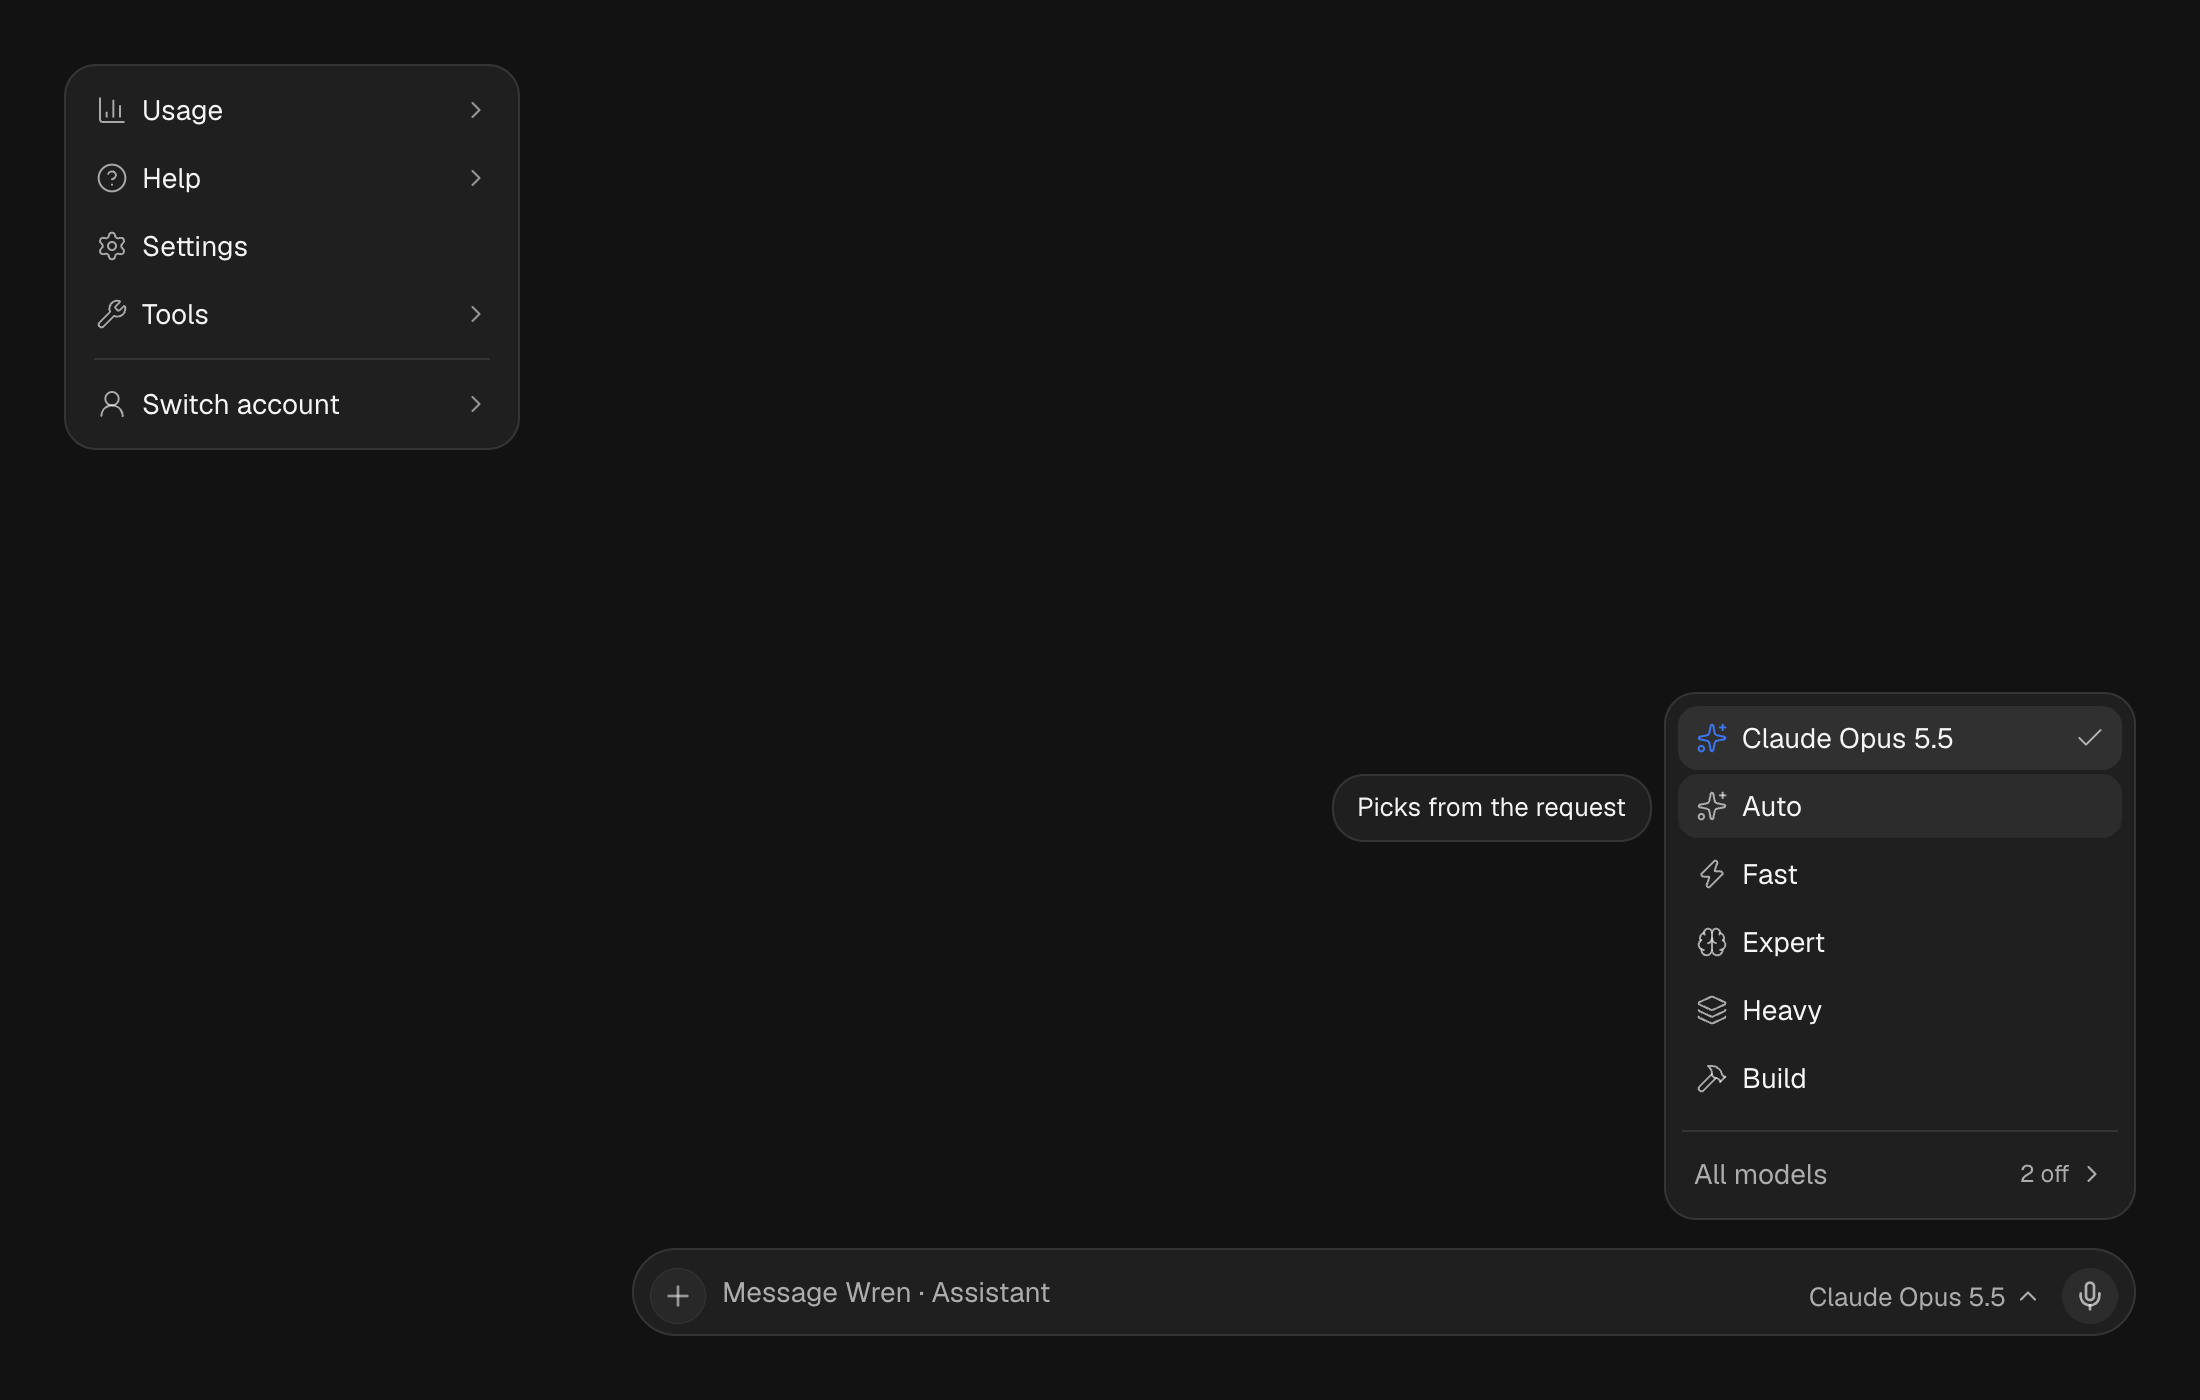 Usage
Help
Settings
Tools
Switch account
Claude Opus 5.5
Picks from the request
Auto
Fast
Expert
Heavy
Build
All models 2 off
Message Wren · Assistant Claude Opus 5.5